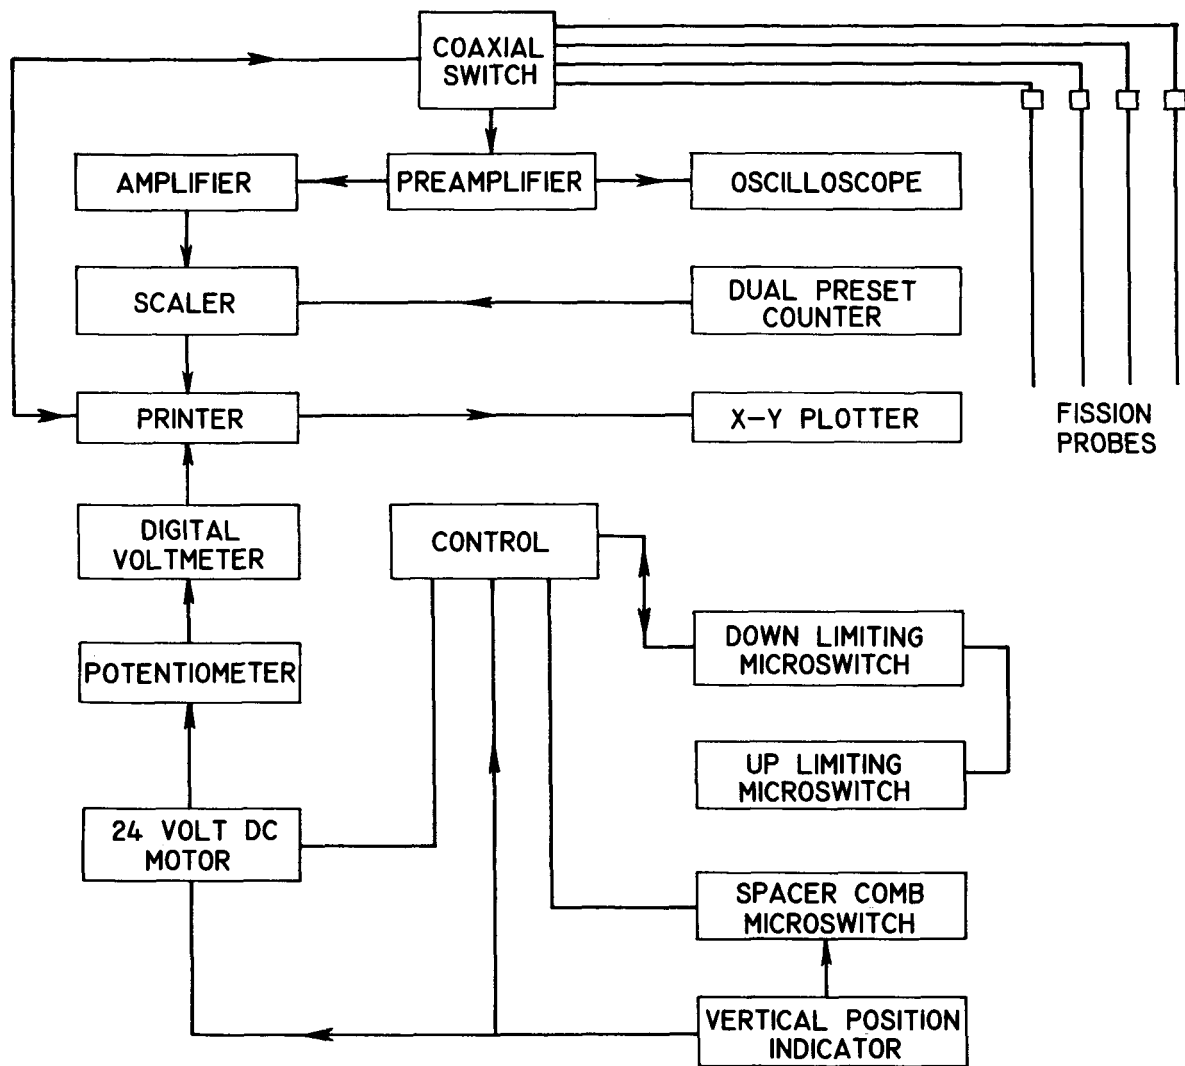 COAXIAL
SWITCH
AMPLIFIER
PREAMPLIFIER
OSCILLOSCOPE
SCALER
DUAL PRESET
COUNTER
PRINTER
X-Y PLOTTER
FISSION
PROBES
DIGITAL
VOLTMETER
CONTROL
POTENTIOMETER
DOWN LIMITING
MICROSWITCH
UP LIMITING
MICROSWITCH
24 VOLT DC
MOTOR
SPACER COMB
MICROSWITCH
VERTICAL POSITION
INDICATOR